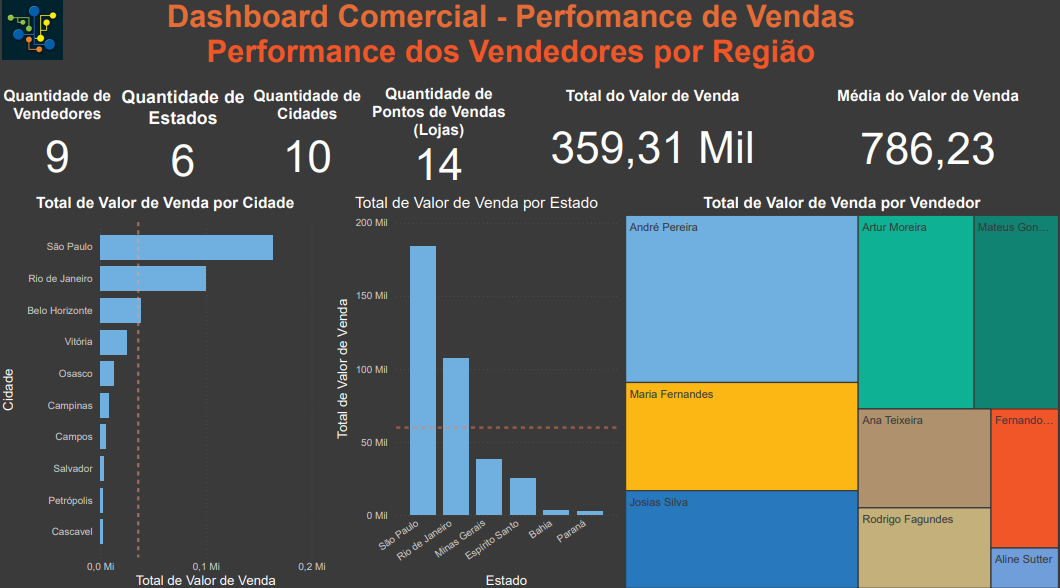 Dashboard Comercial - Perfomance de Vendas
Performance dos Vendedores por Região
Quantidade de
Vendedores
9
Quantidade de
Estados
6
Quantidade de
Cidades
10
Quantidade de
Pontos de Vendas
(Lojas)
14
Total do Valor de Venda
359,31 Mil
Média do Valor de Venda
786,23
Total de Valor de Venda por Cidade
Cidade
São Paulo
Rio de Janeiro
Belo Horizonte
Vitória
Osasco
Campinas
Campos
Salvador
Petrópolis
Cascavel
0,0 Mi
0,1 Mi
0,2 Mi
Total de Valor de Venda
Total de Valor de Venda por Estado
Total de Valor de Venda
200 Mil
150 Mil
100 Mil
50 Mil
0 Mil
São Paulo
Rio de Janeiro
Minas Gerais
Espírito Santo
Bahia
Paraná
Estado
Total de Valor de Venda por Vendedor
André Pereira
Maria Fernandes
Josias Silva
Artur Moreira
Mateus Gon...
Ana Teixeira
Fernando...
Rodrigo Fagundes
Aline Sutter